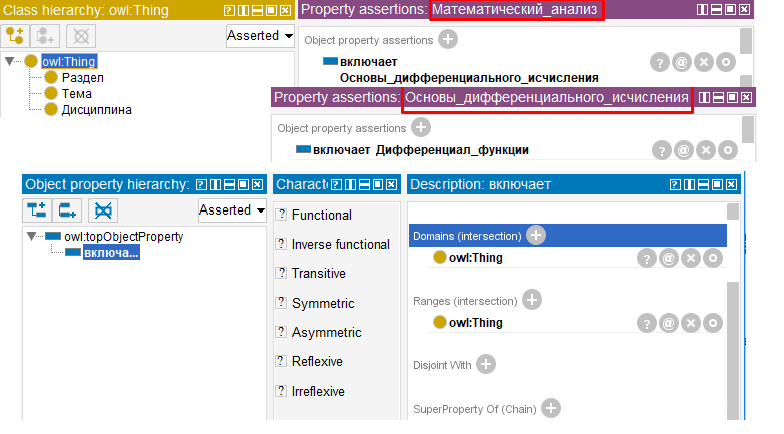 Class hierarchy: owl:Thing
Asserted
owl:Thing
Раздел
Тема
Дисциплина
Property assertions: Математический_анализ
Object property assertions
включает
Основы_дифференциального_исчисления
Property assertions: Основы_дифференциального_исчисления
Object property assertions
включает Дифференциал_функции
Object property hierarchy:
Asserted
owl:topObjectProperty
включа...
Characte
Functional
Inverse functional
Transitive
Symmetric
Asymmetric
Reflexive
Irreflexive
Description: включает
Domains (intersection)
owl:Thing
Ranges (intersection)
owl:Thing
Disjoint With
SuperProperty Of (Chain)